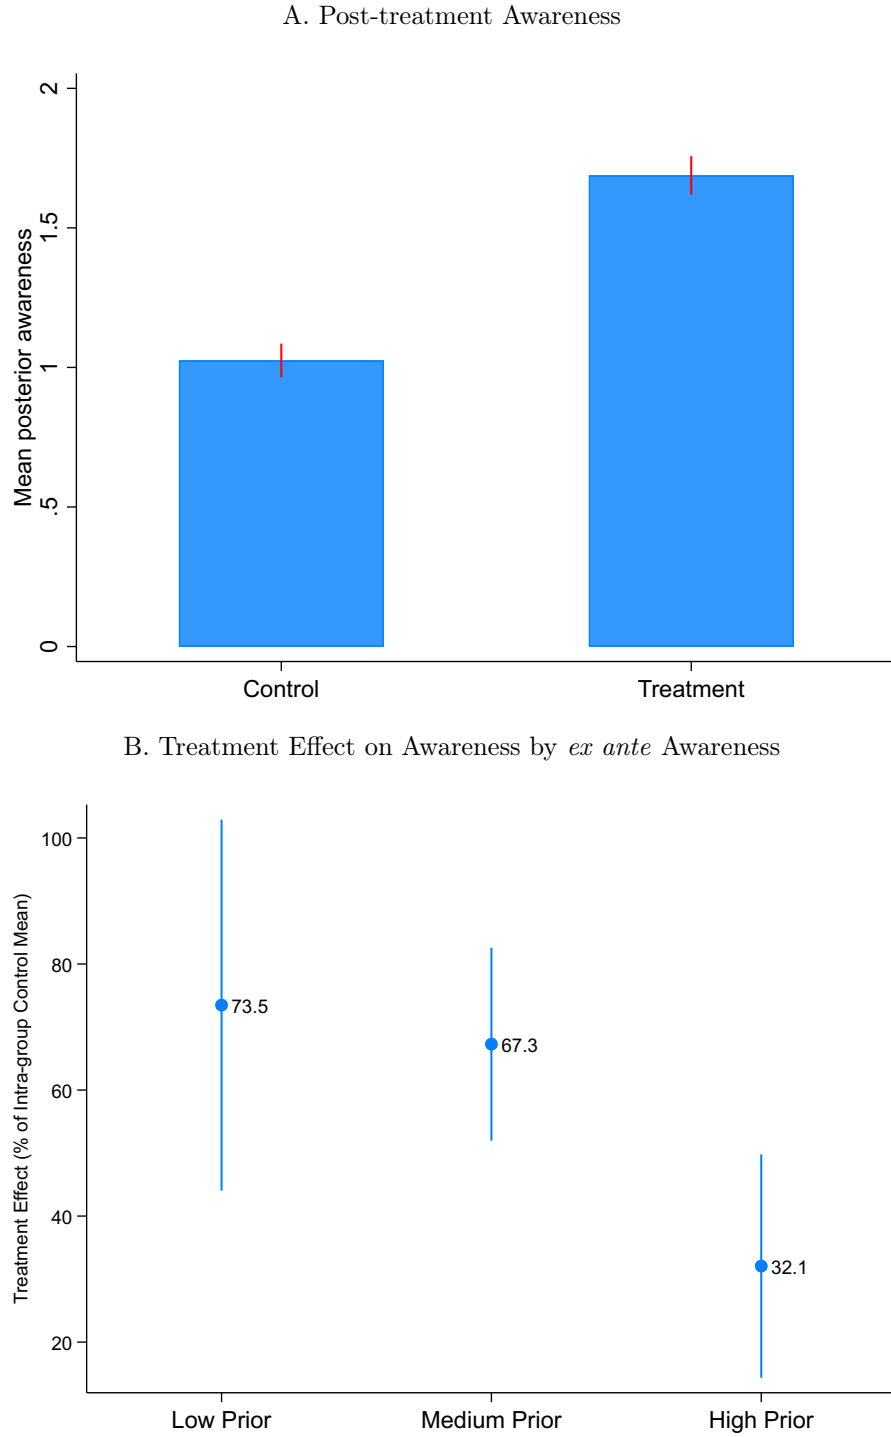 A. Post-treatment Awareness
Mean posterior awareness
2
1.5
1
.5
0
Control
Treatment
B. Treatment Effect on Awareness by ex ante Awareness
Treatment Effect (% of Intra-group Control Mean)
100
80
60
40
20
73.5
67.3
32.1
Low Prior
Medium Prior
High Prior